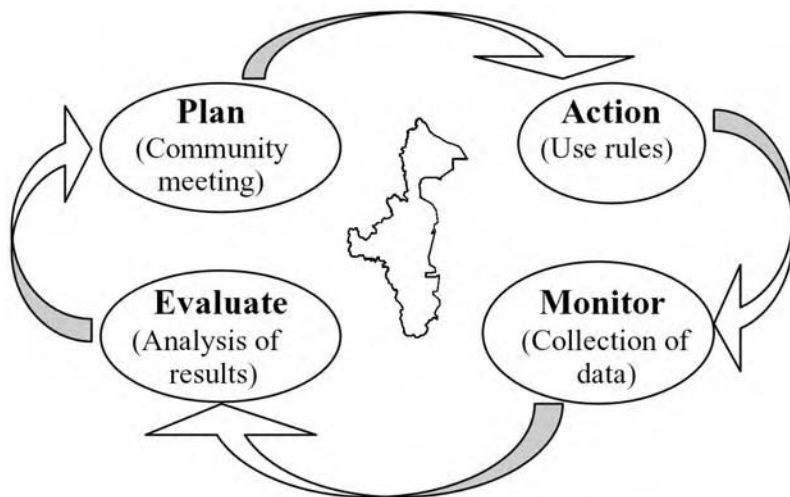 Plan
(Community
meeting)
Action
(Use rules)
Evaluate
(Analysis of
results)
Monitor
(Collection of
data)